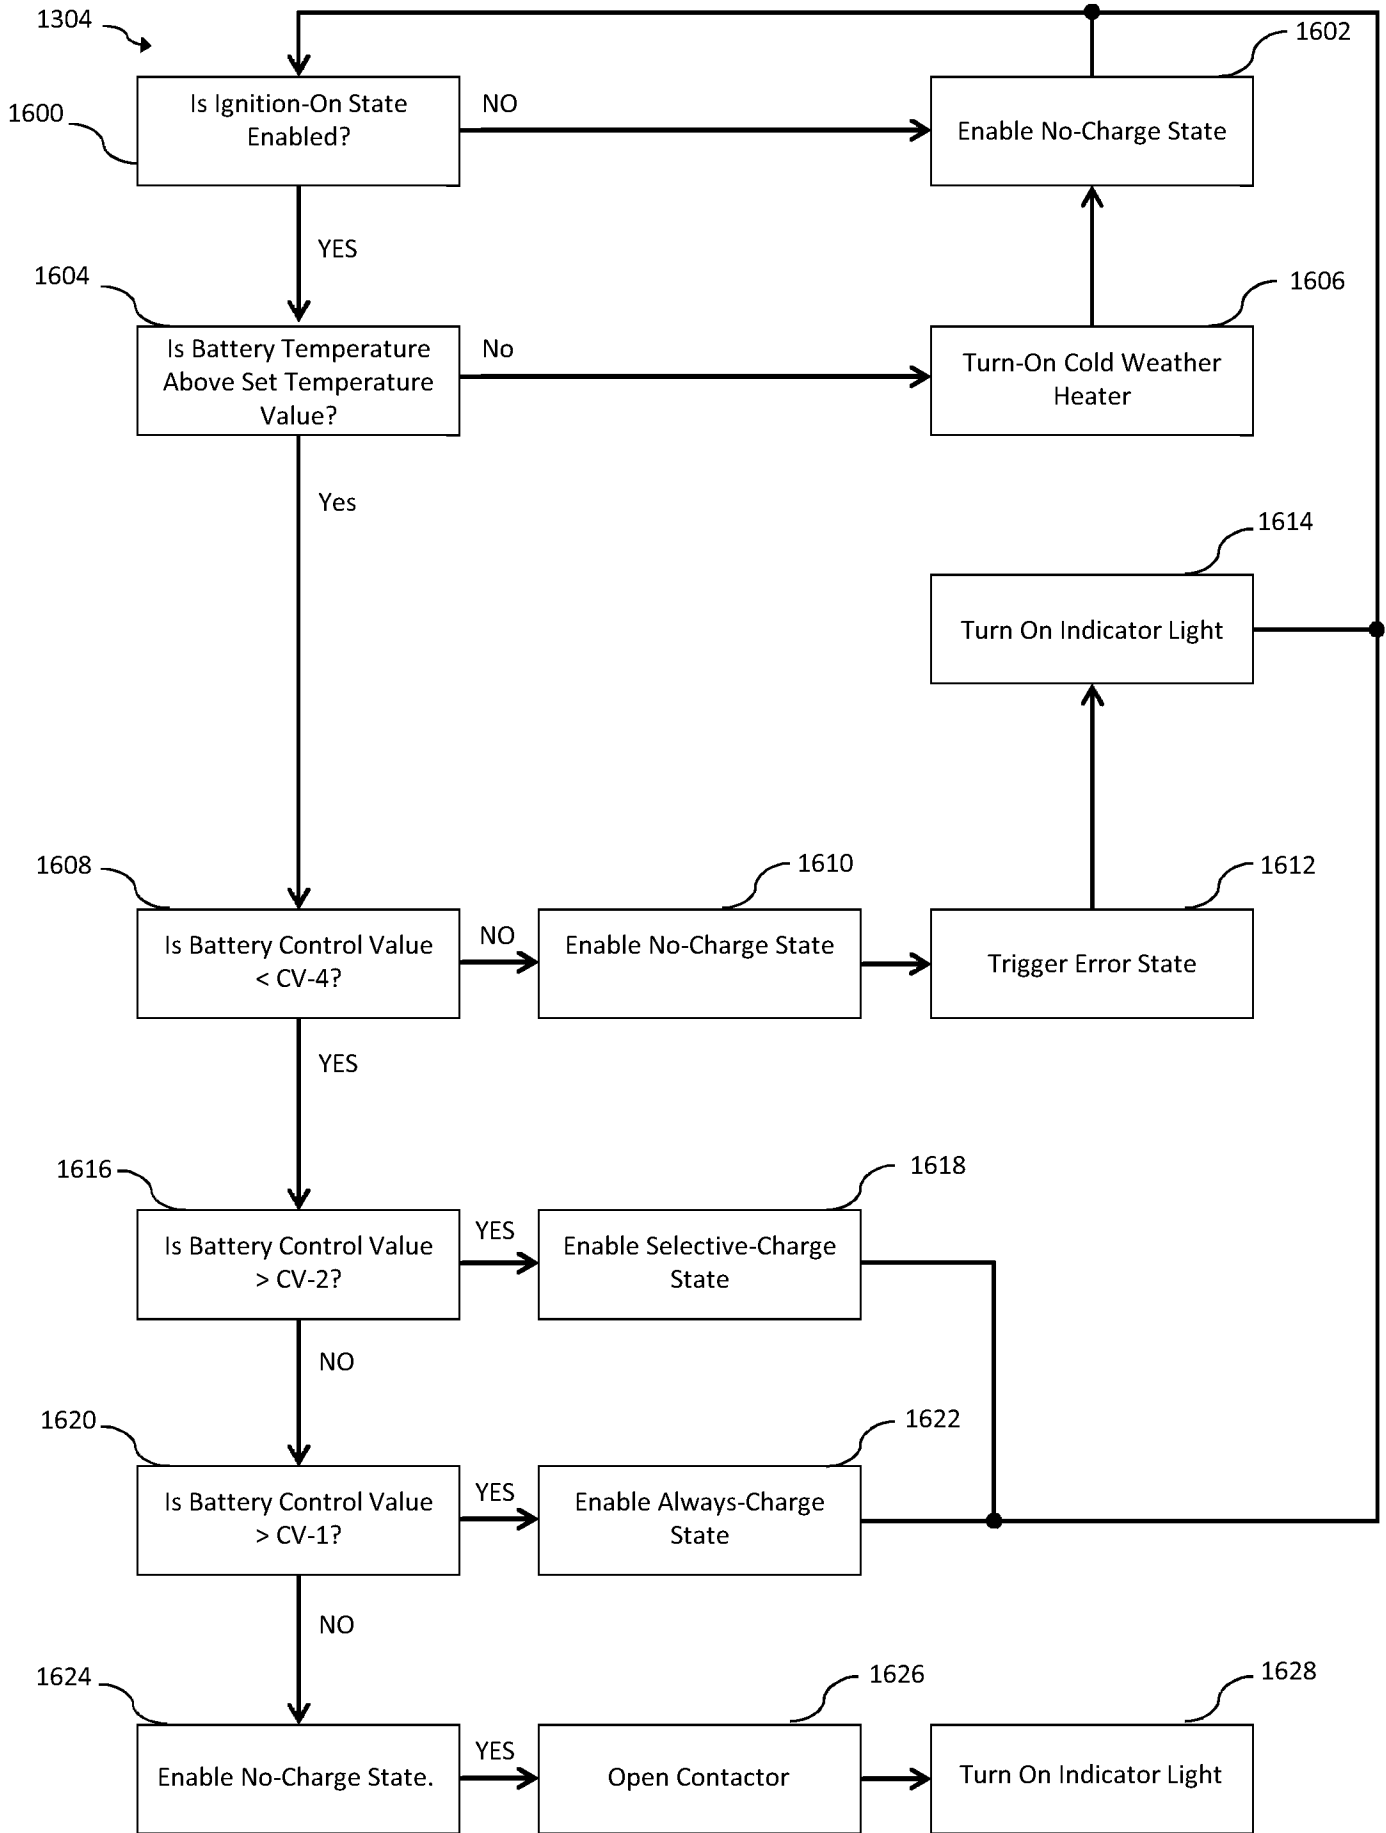 1304
1602
1600
Is Ignition-On State
Enabled?
NO
Enable No-Charge State
YES
1604
1606
Is Battery Temperature
Above Set Temperature
Value?
No
Turn-On Cold Weather
Heater
Yes
1614
Turn On Indicator Light
1608
1610
1612
Is Battery Control Value
< CV-4?
NO
Enable No-Charge State
Trigger Error State
YES
1616
1618
Is Battery Control Value
> CV-2?
YES
Enable Selective-Charge
State
NO
1620
1622
Is Battery Control Value
> CV-1?
YES
Enable Always-Charge
State
NO
1624
1626
1628
Enable No-Charge State.
YES
Open Contactor
Turn On Indicator Light